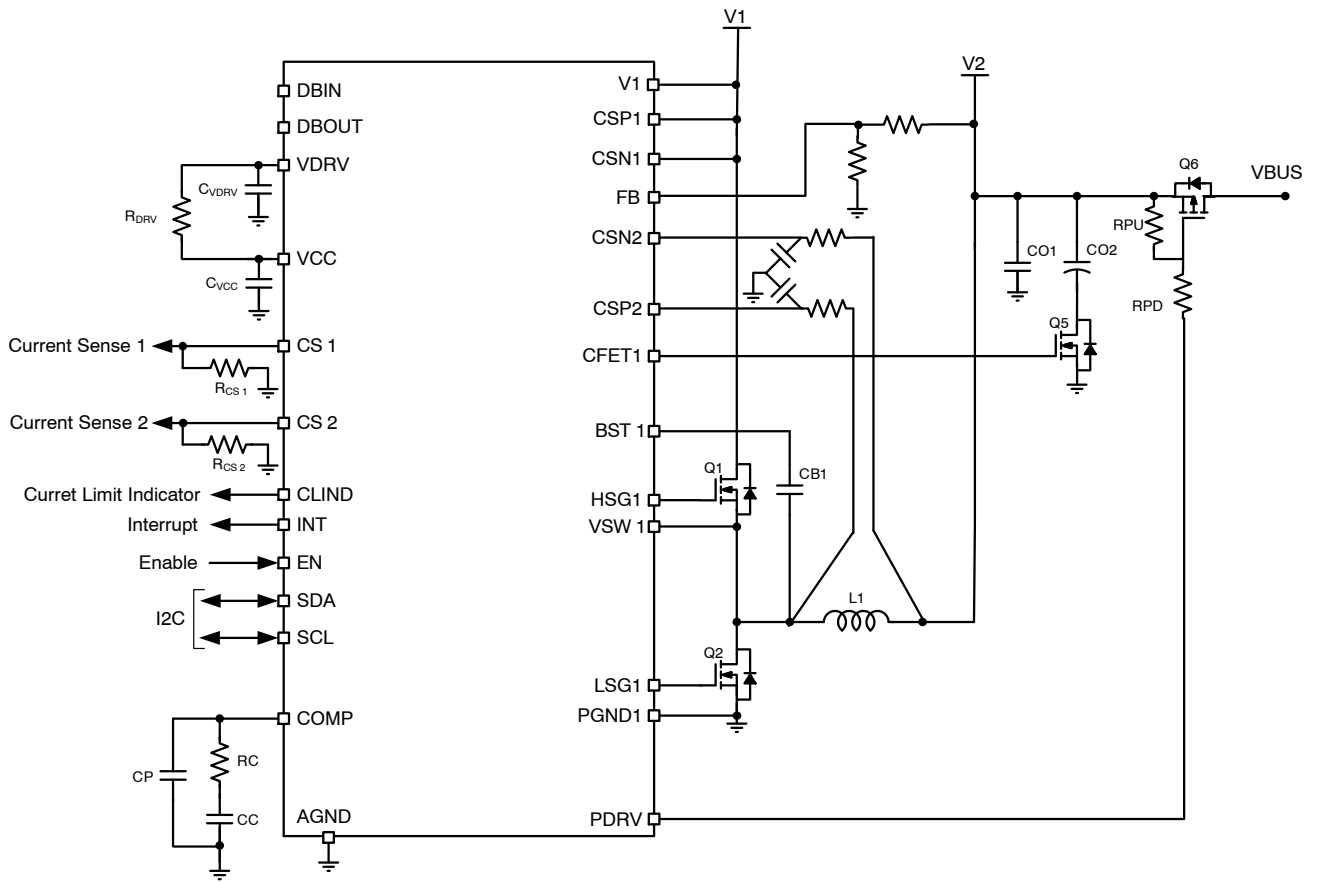 V1
V2
DBIN
DBOUT
VDRV
CVDRV
RDRV
VCC
CVCC
Current Sense 1
CS 1
RCS 1
Current Sense 2
CS 2
RCS 2
Curret Limit Indicator
CLIND
Interrupt
INT
Enable
EN
I2C
SDA
SCL
COMP
CP
RC
CC
AGND
V1
CSP1
CSN1
FB
CSN2
CSP2
CFET1
BST 1
HSG1
VSW 1
LSG1
PGND1
PDRV
Q1
CB1
L1
Q2
CO1
CO2
Q5
RPU
RPD
Q6
VBUS